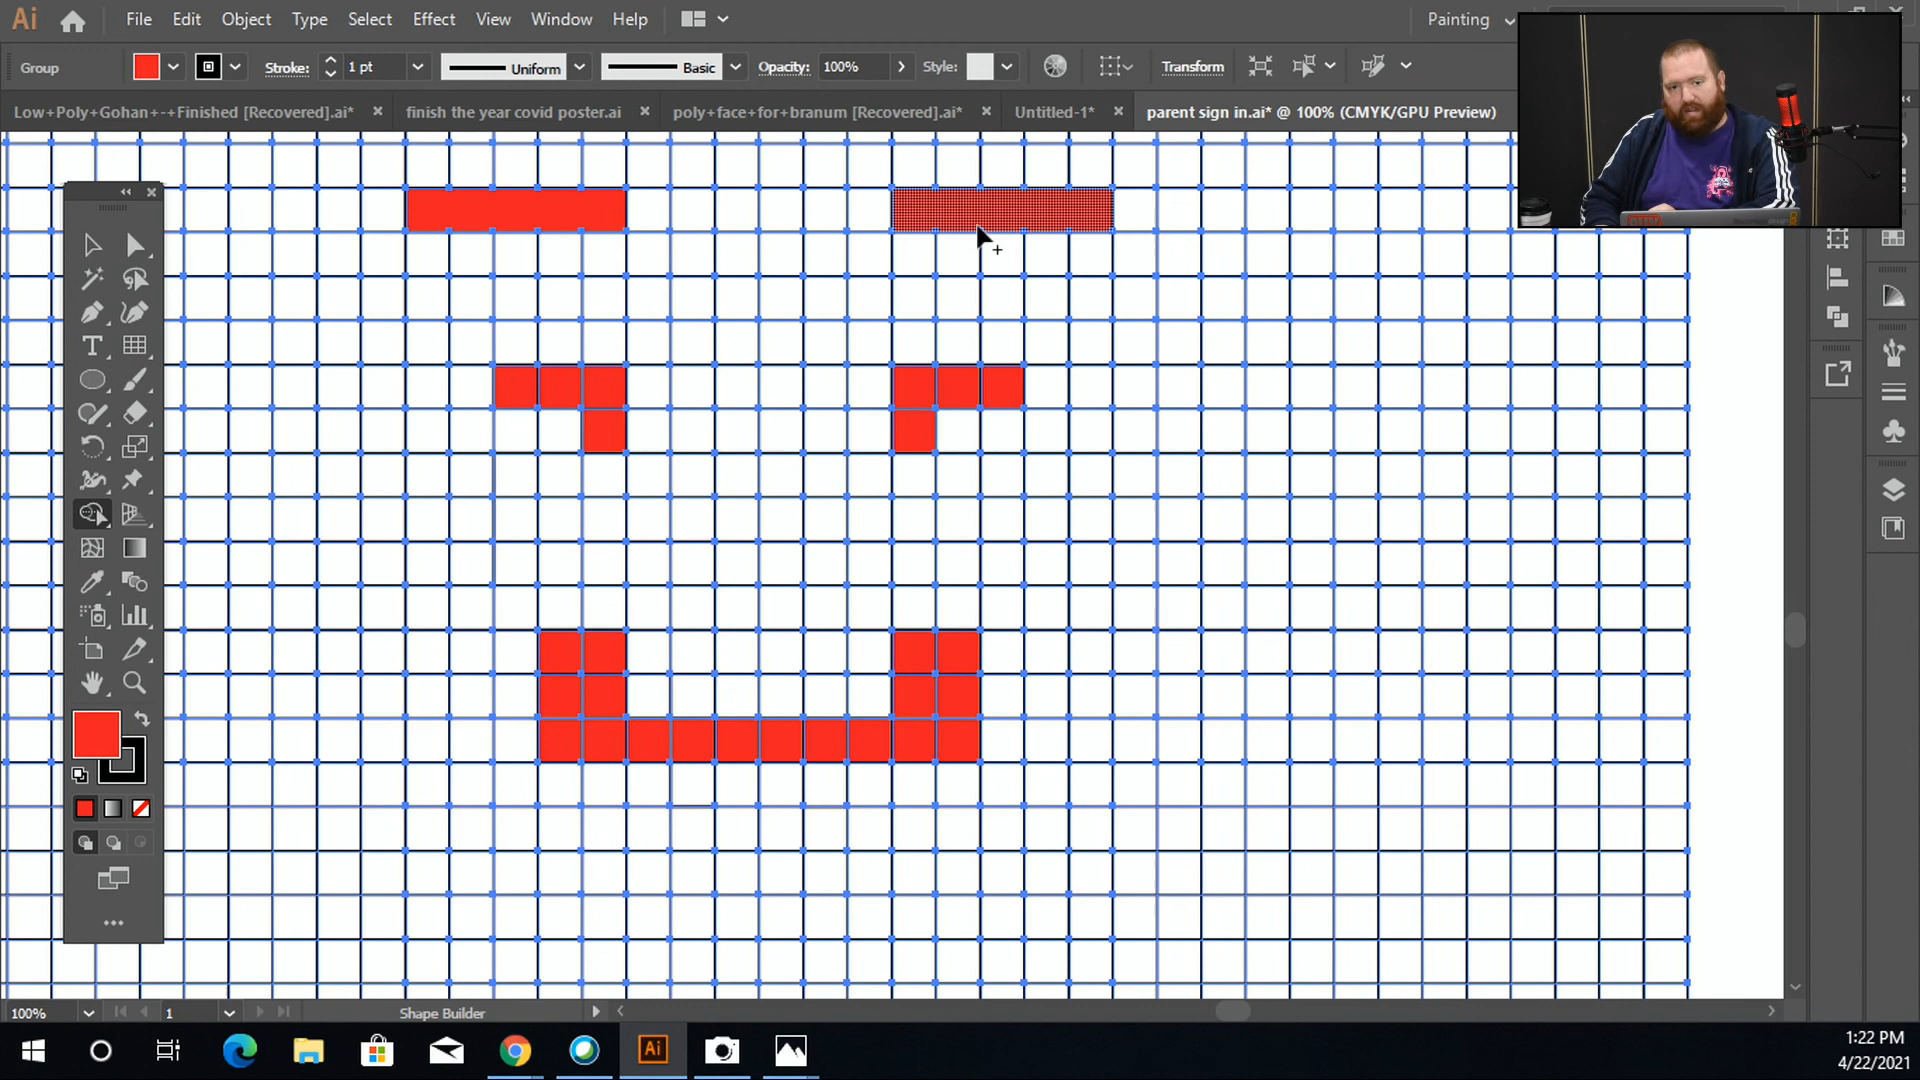 Ai File Edit Object Type Select Effect View Window Help Painting
Group Stroke: 1 pt Uniform Basic Opacity: 100% Style: Transform
Low+Poly+Gohan+-+Finished [Recovered].ai* finish the year covid poster.ai poly+face+for+branum [Recovered].ai* Untitled-1* parent sign in.ai* @ 100% (CMYK/GPU Preview)
100% 1 Shape Builder
Ai 1:22 PM
4/22/2021